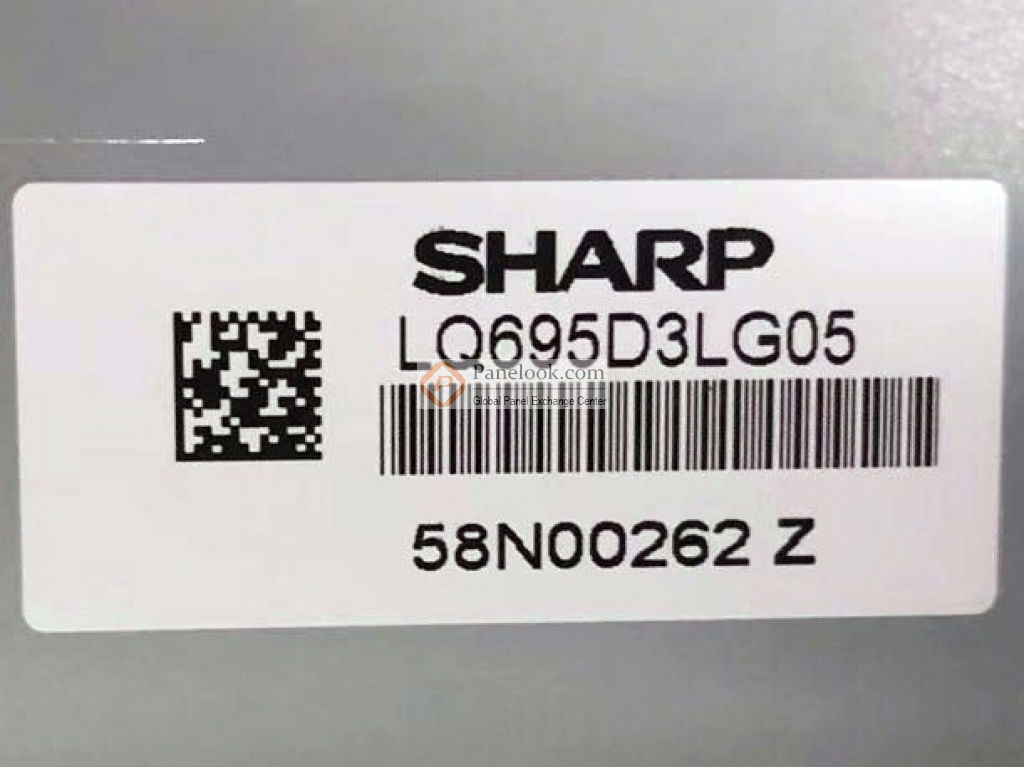 SHARP
LQ695D3LG05
Panelook.com
Global Panel Exchange Center
58N00262 Z